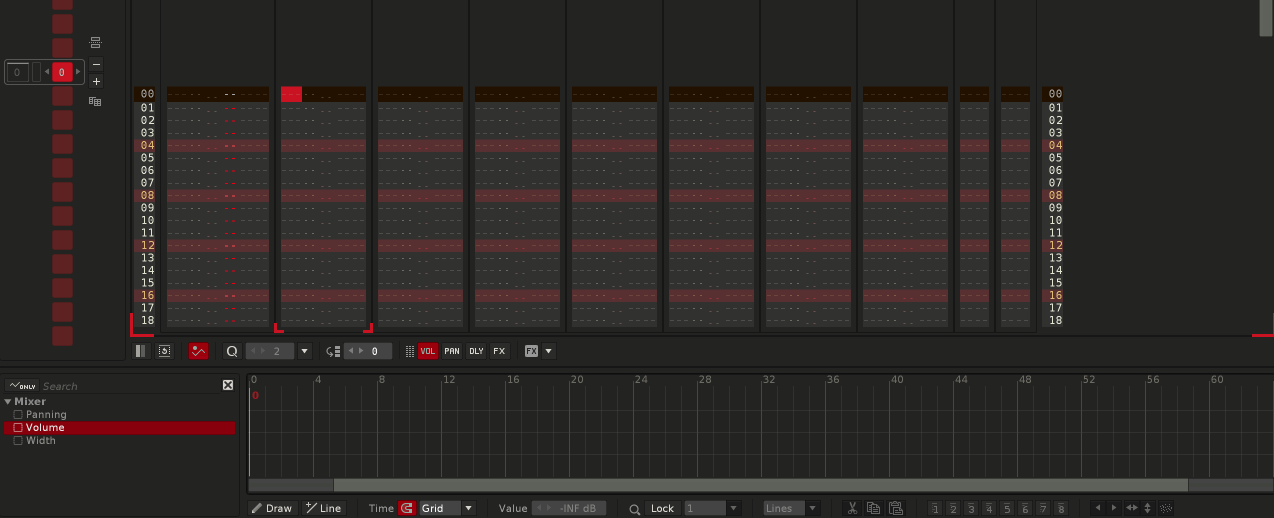 0 0
00 00
01 01
02 02
03 03
04 04
05 05
06 06
07 07
08 08
09 09
10 10
11 11
12 12
13 13
14 14
15 15
16 16
17 17
18 18
Q 2 0 VOL PAN DLY FX FX
ONLY Search
0 4 8 12 16 20 24 28 32 36 40 44 48 52 56 60
0
Mixer
Panning
Volume
Width
Draw Line Time Grid Value -INF dB Lock 1 Lines 1 2 3 4 5 6 7 8